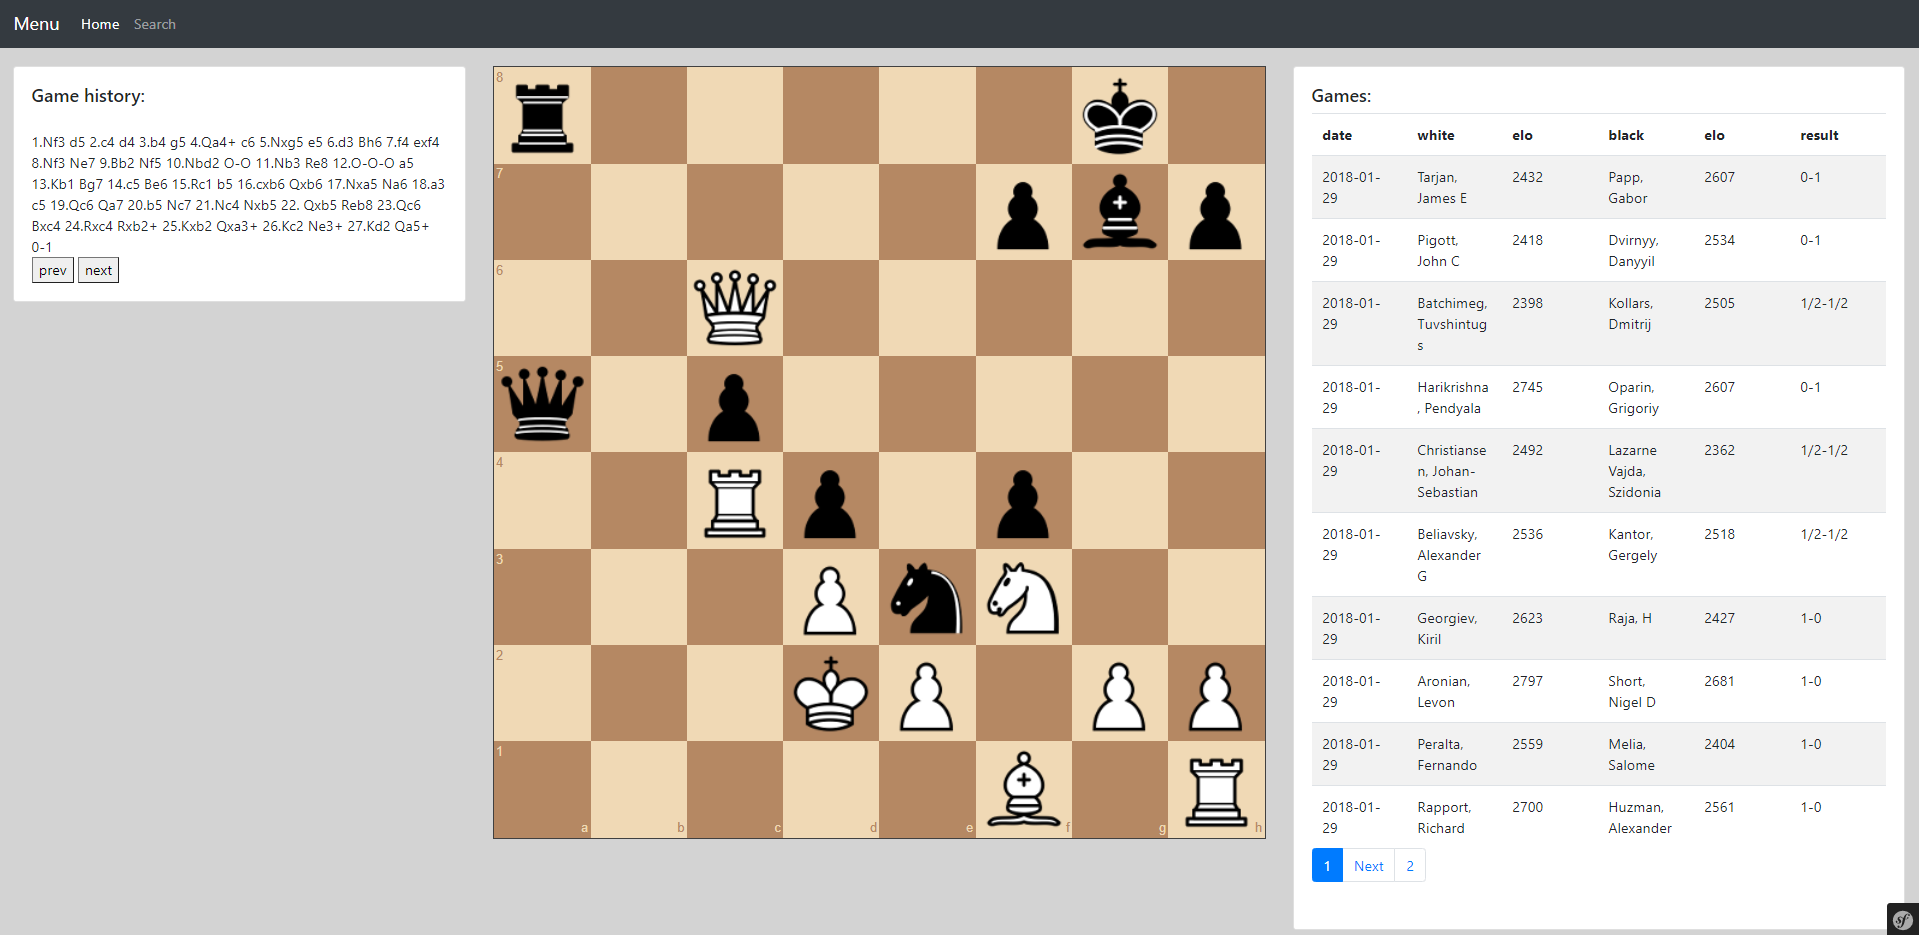 Menu Home Search
Game history:
1.Nf3 d5 2.c4 d4 3.b4 g5 4.Qa4+ c6 5.Nxg5 e5 6.d3 Bh6 7.f4 exf4
8.Nf3 Ne7 9.Bb2 Nf5 10.Nbd2 O-O 11.Nb3 Re8 12.O-O-O a5
13.Kb1 Bg7 14.c5 Be6 15.Rc1 b5 16.cxb6 Qxb6 17.Nxa5 Na6 18.a3
c5 19.Qc6 Qa7 20.b5 Nc7 21.Nc4 Nxb5 22. Qxb5 Reb8 23.Qc6
Bxc4 24.Rxc4 Rxb2+ 25.Kxb2 Qxa3+ 26.Kc2 Ne3+ 27.Kd2 Qa5+
0-1
prev next
8
7
6
5
4
3
2
1
a b c d e f g h
Games:
date white elo black elo result
2018-01- Tarjan, 2432 Papp, 2607 0-1
29 James E Gabor
2018-01- Pigott, 2418 Dvirnyy, 2534 0-1
29 John C Danyyil
2018-01- Batchimeg, 2398 Kollars, 2505 1/2-1/2
29 Tuvshintug Dmitrij
s
2018-01- Harikrishna 2745 Oparin, 2607 0-1
29 , Pendyala Grigoriy
2018-01- Christianse 2492 Lazarne 2362 1/2-1/2
29 n, Johan- Vajda,
Sebastian Szidonia
2018-01- Beliavsky, 2536 Kantor, 2518 1/2-1/2
29 Alexander Gergely
G
2018-01- Georgiev, 2623 Raja, H 2427 1-0
29 Kiril
2018-01- Aronian, 2797 Short, 2681 1-0
29 Levon Nigel D
2018-01- Peralta, 2559 Melia, 2404 1-0
29 Fernando Salome
2018-01- Rapport, 2700 Huzman, 2561 1-0
29 Richard Alexander
1 Next 2
sf